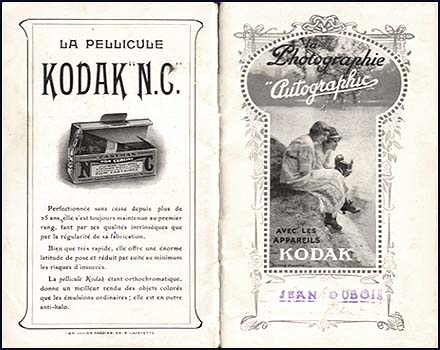 LA PELLICULE
KODAK "N.C."
EASTMAN
NON CURLING
N C
Perfectionnée sans cesse depuis plus de
25 ans, elle s'est toujours maintenue au premier
rang, tant par ses qualités intrinsèques que
par la régularité de sa fabrication.
Bien que très rapide, elle offre une énorme
latitude de pose et réduit par suite au minimum
les risques d'insuccès.
La pellicule Kodak étant orthochromatique,
donne un meilleur rendu des objets colorés
que les émulsions ordinaires ; elle est en outre
anti-halo.
La
Photographie
"Autographic"
AVEC LES
APPAREILS
KODAK
JEAN DUBOIS